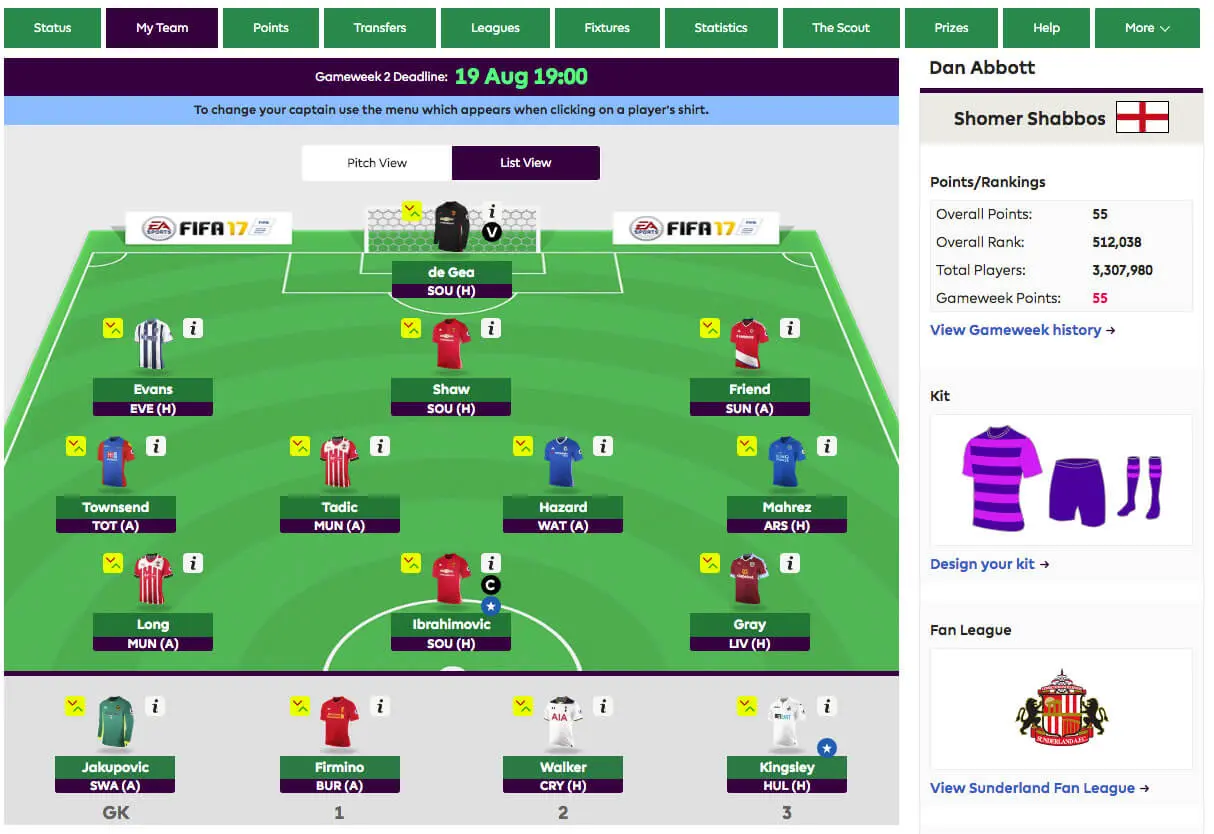 Status My Team Points Transfers Leagues Fixtures Statistics The Scout Prizes Help More
Gameweek 2 Deadline: 19 Aug 19:00
To change your captain use the menu which appears when clicking on a player's shirt.
Pitch View List View
EA SPORTS FIFA 17 EA SPORTS FIFA 17
V
de Gea
SOU (H)
Evans Shaw Friend
EVE (H) SOU (H) SUN (A)
Townsend Tadic Hazard Mahrez
TOT (A) MUN (A) WAT (A) ARS (H)
C
Long Ibrahimovic Gray
MUN (A) SOU (H) LIV (H)
AIA
Jakupovic Firmino Walker Kingsley
SWA (A) BUR (A) CRY (H) HUL (H)
GK 1 2 3
Dan Abbott
Shomer Shabbos
Points/Rankings
Overall Points: 55
Overall Rank: 512,038
Total Players: 3,307,980
Gameweek Points: 55
View Gameweek history →
Kit
Design your kit →
Fan League
SUNDERLAND A.F.C.
View Sunderland Fan League →